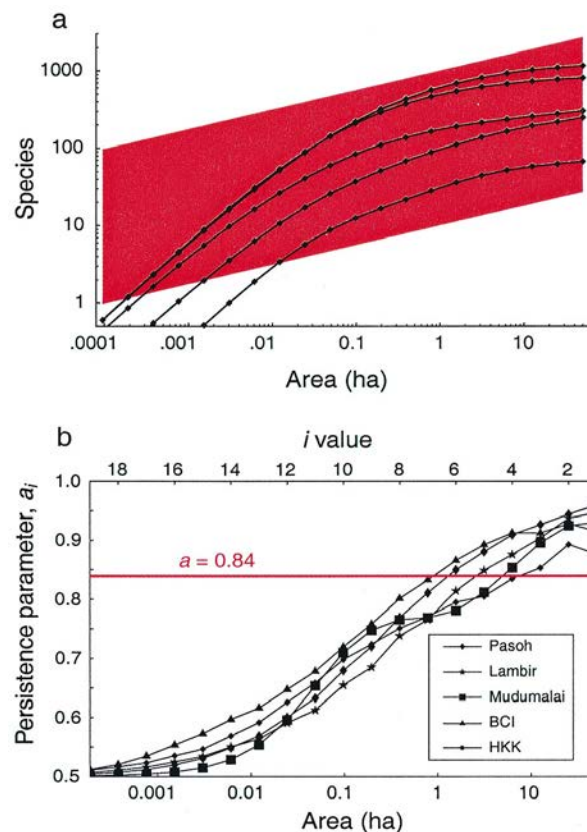 a
1000
100
10
1
Species
.0001
.001
.01
0.1
1
10
Area (ha)
b
i value
18
16
14
12
10
8
6
4
2
1.0
0.9
0.8
0.7
0.6
0.5
Persistence parameter, ai
a = 0.84
Pasoh
Lambir
Mudumalai
BCI
HKK
0.001
0.01
0.1
1
10
Area (ha)